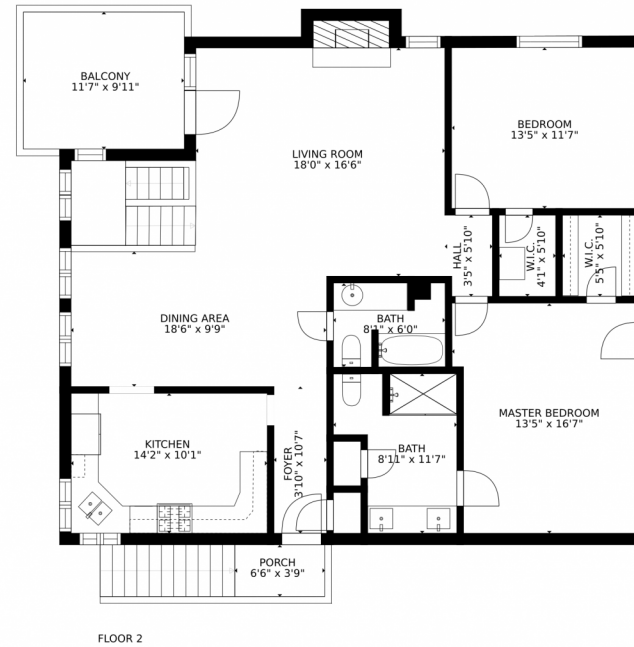 BALCONY
11'7" x 9'11"
LIVING ROOM
18'0" x 16'6"
BEDROOM
13'5" x 11'7"
HALL
3'5" x 5'10"
W.I.C.
4'1" x 5'10"
W.I.C.
5'5" x 5'10"
DINING AREA
18'6" x 9'9"
BATH
8'1" x 6'0"
MASTER BEDROOM
13'5" x 16'7"
KITCHEN
14'2" x 10'1"
FOYER
3'10" x 10'7"
BATH
8'11" x 11'7"
PORCH
6'6" x 3'9"
FLOOR 2